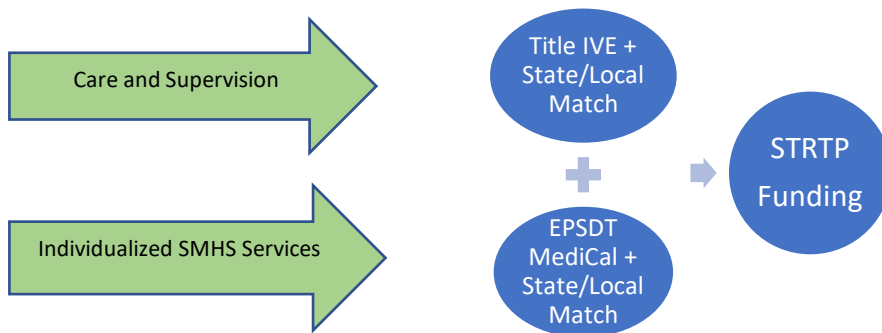 Care and Supervision
Title IVE +
State/Local
Match
STRTP
Funding
Individualized SMHS Services
EPSDT
MediCal +
State/Local
Match